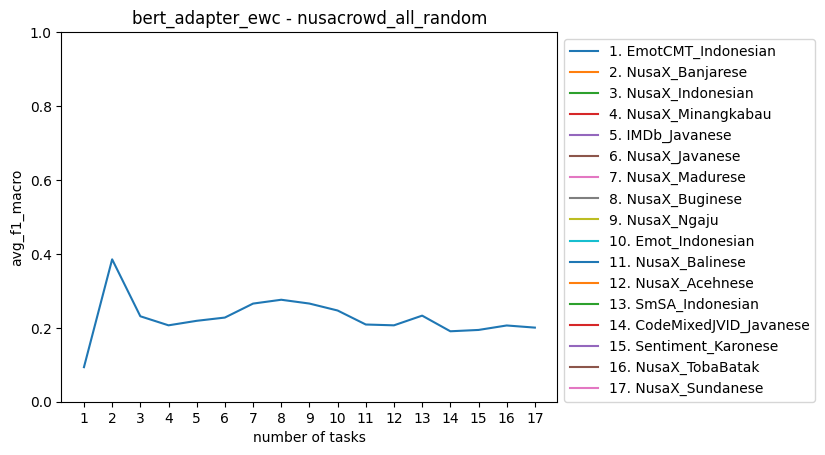 bert_adapter_ewc - nusacrowd_all_random
avg_f1_macro
1.0
0.8
0.6
0.4
0.2
0.0
1 2 3 4 5 6 7 8 9 10 11 12 13 14 15 16 17
number of tasks
1. EmotCMT_Indonesian
2. NusaX_Banjarese
3. NusaX_Indonesian
4. NusaX_Minangkabau
5. IMDb_Javanese
6. NusaX_Javanese
7. NusaX_Madurese
8. NusaX_Buginese
9. NusaX_Ngaju
10. Emot_Indonesian
11. NusaX_Balinese
12. NusaX_Acehnese
13. SmSA_Indonesian
14. CodeMixedJVID_Javanese
15. Sentiment_Karonese
16. NusaX_TobaBatak
17. NusaX_Sundanese